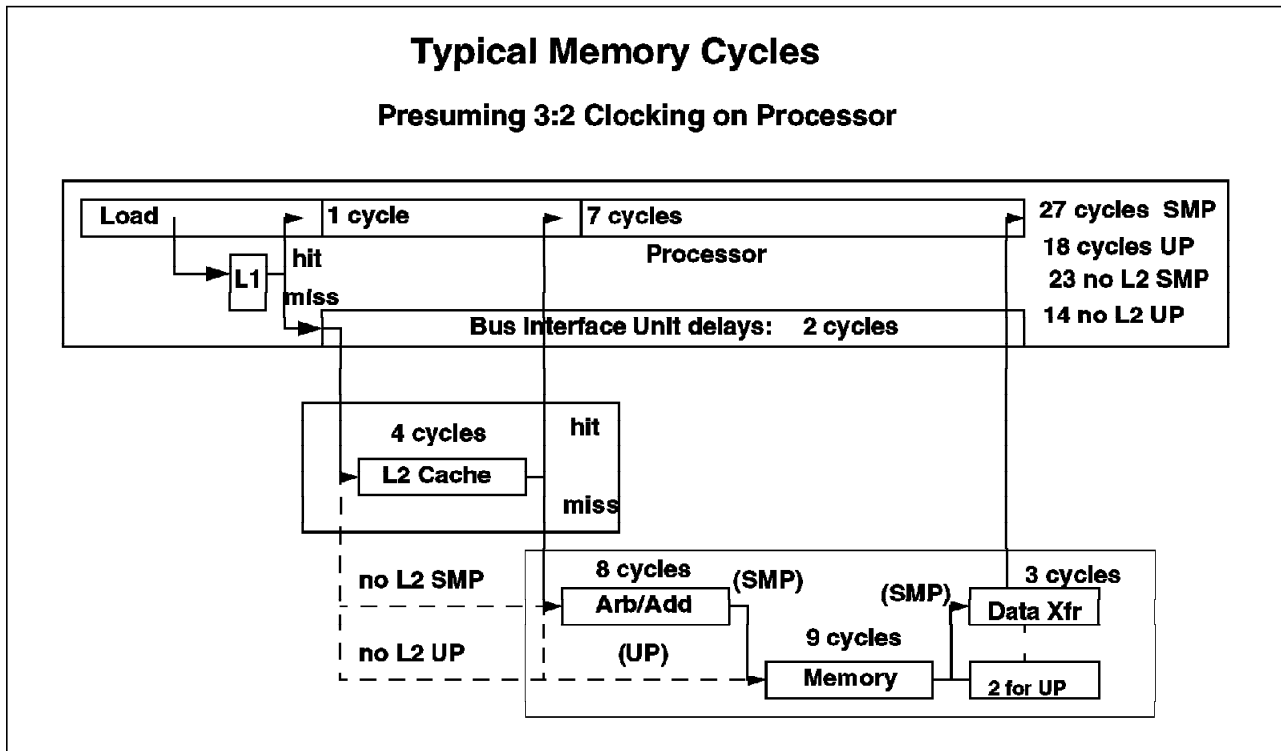 Typical Memory Cycles
Presuming 3:2 Clocking on Processor
Load
1 cycle
7 cycles
27 cycles SMP
hit
Processor
18 cycles UP
L1
23 no L2 SMP
miss
Bus Interface Unit delays: 2 cycles
14 no L2 UP
4 cycles
hit
L2 Cache
miss
no L2 SMP
8 cycles
(SMP)
(SMP)
3 cycles
Arb/Add
Data Xfr
no L2 UP
(UP)
9 cycles
Memory
2 for UP